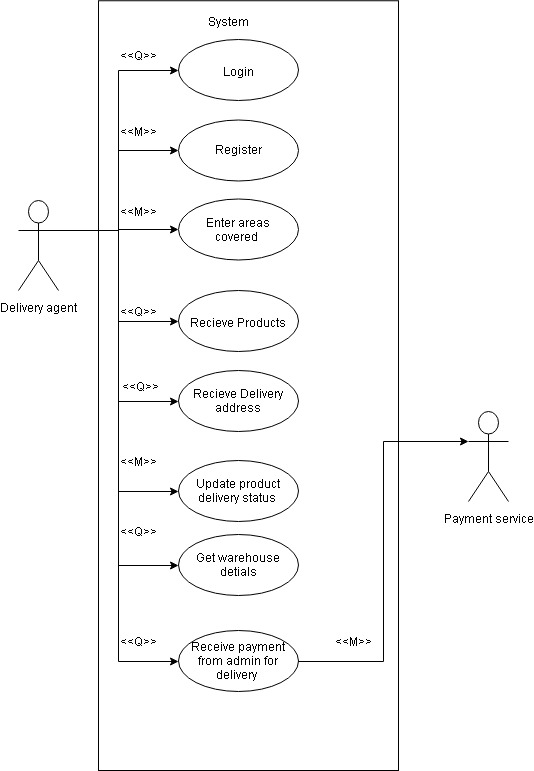 System
<<Q>>
Login
<<M>>
Register
<<M>>
Enter areas
covered
Delivery agent
<<Q>>
Recieve Products
<<Q>>
Recieve Delivery
address
<<M>>
Update product
delivery status
Payment service
<<Q>>
Get warehouse
detials
<<Q>>
Receive payment
from admin for
delivery
<<M>>